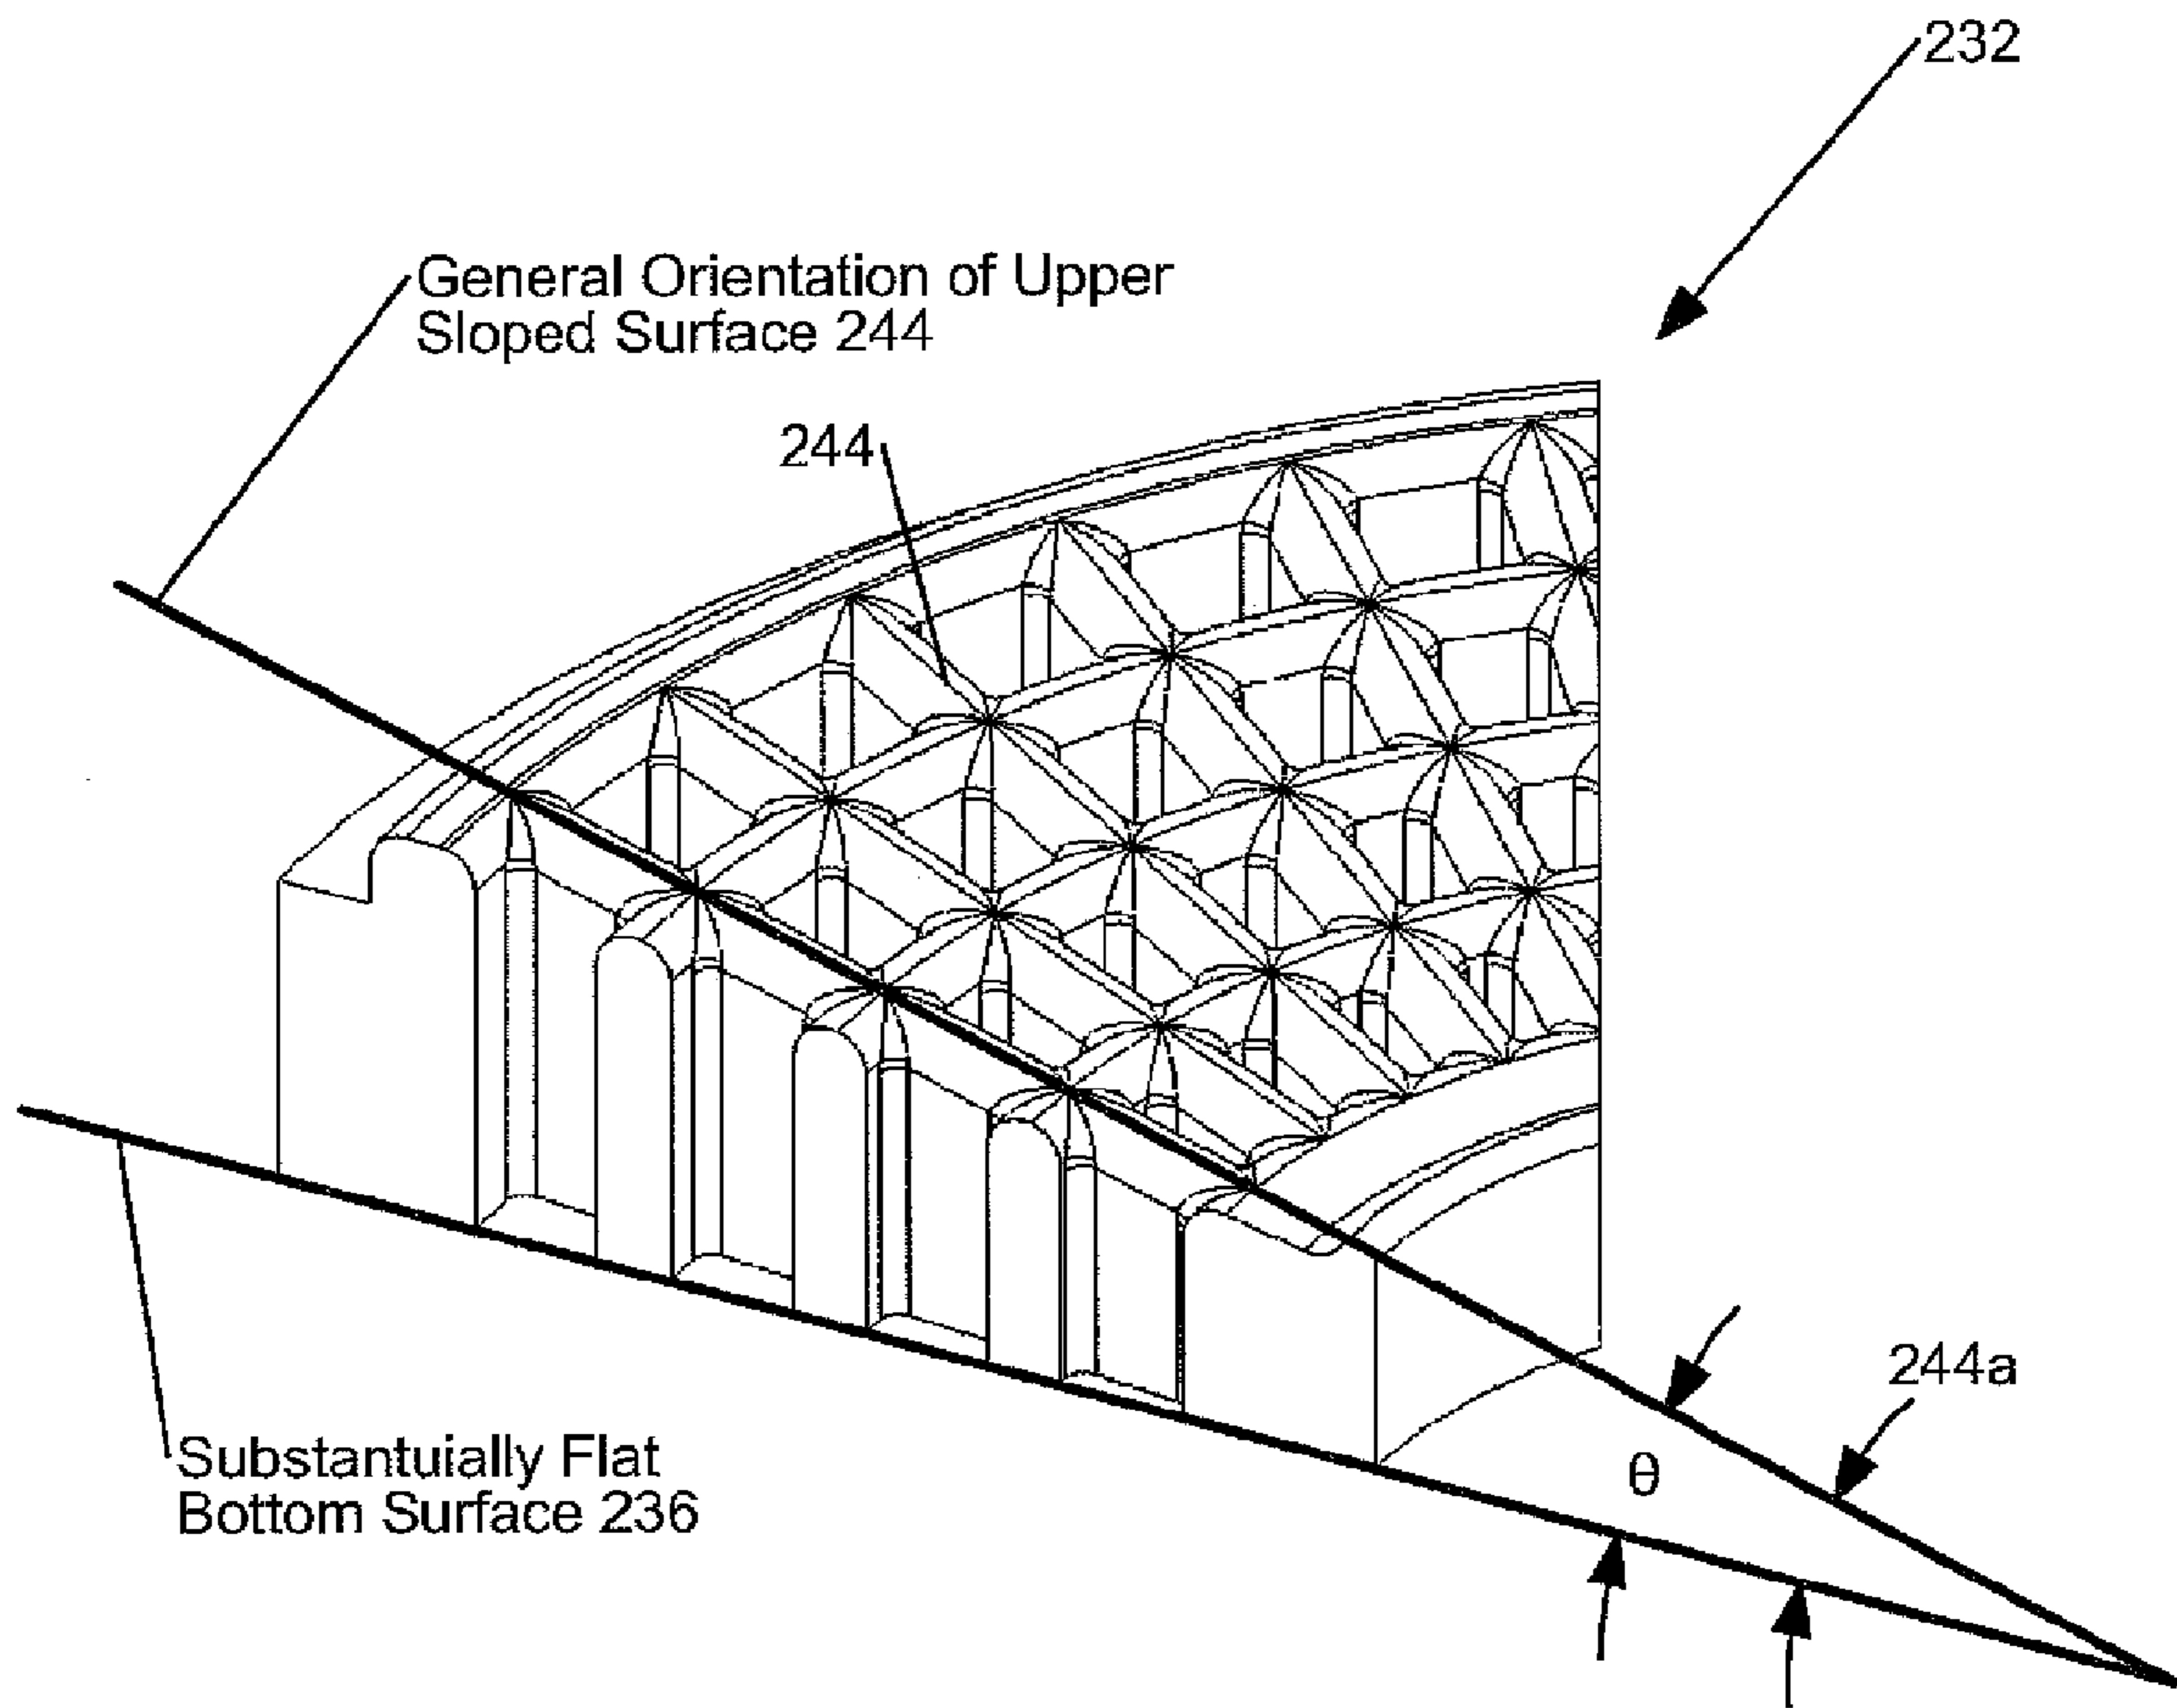 232
General Orientation of Upper
Sloped Surface 244
244
244a
θ
Substantuially Flat
Bottom Surface 236